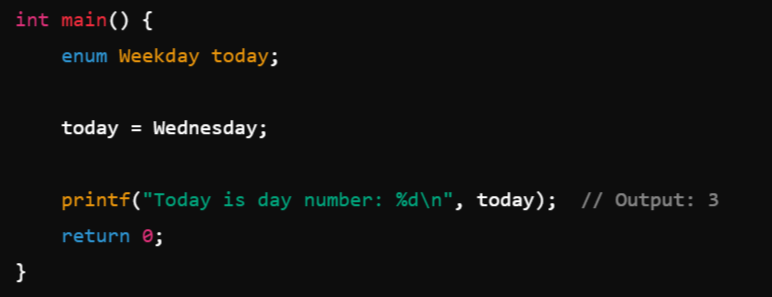 int main() {
    enum Weekday today;
    today = Wednesday;
    printf("Today is day number: %d\n", today);  // Output: 3
    return 0;
}